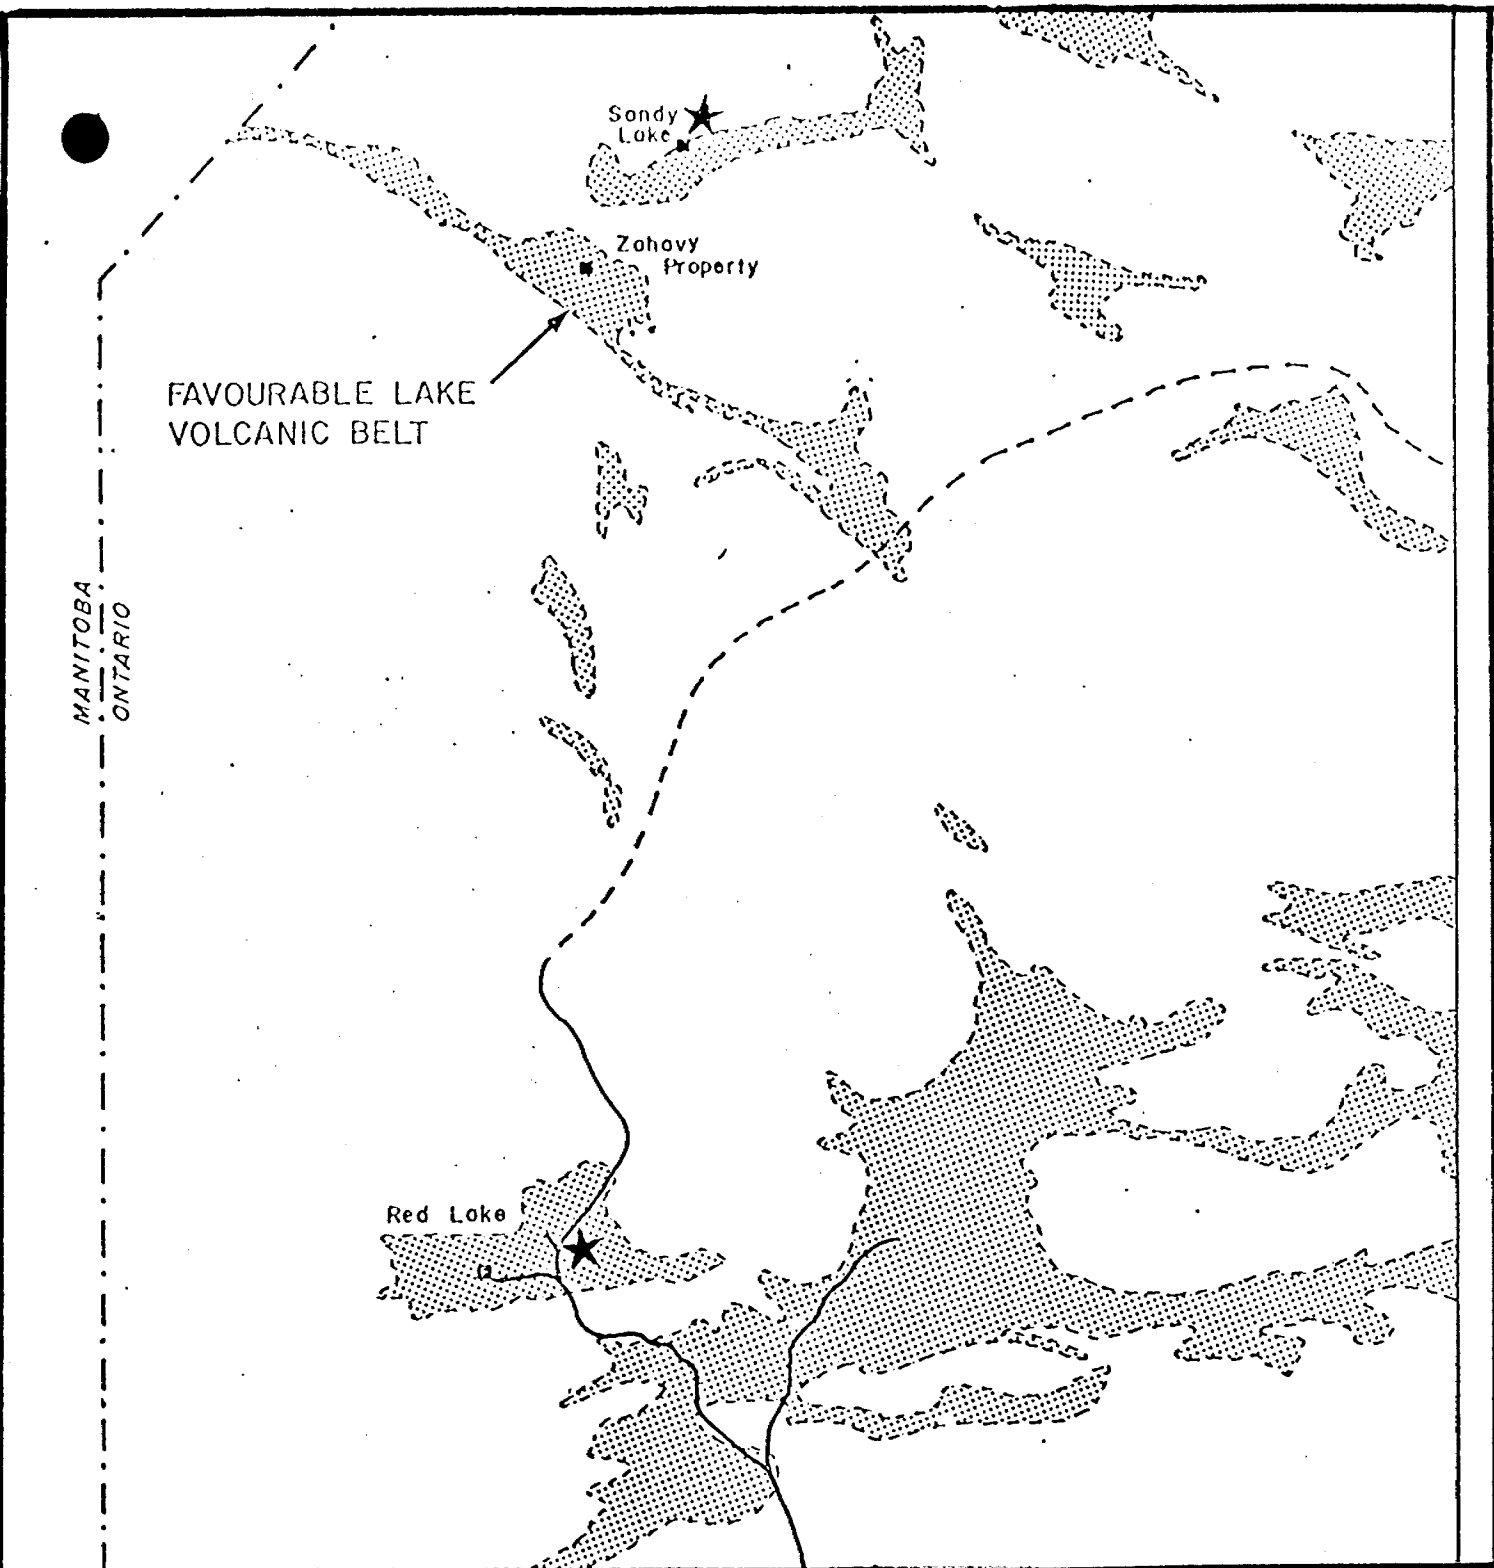 Sandy
Lake
Zahavy
Property
FAVOURABLE LAKE
VOLCANIC BELT
MANITOBA
ONTARIO
Red Lake